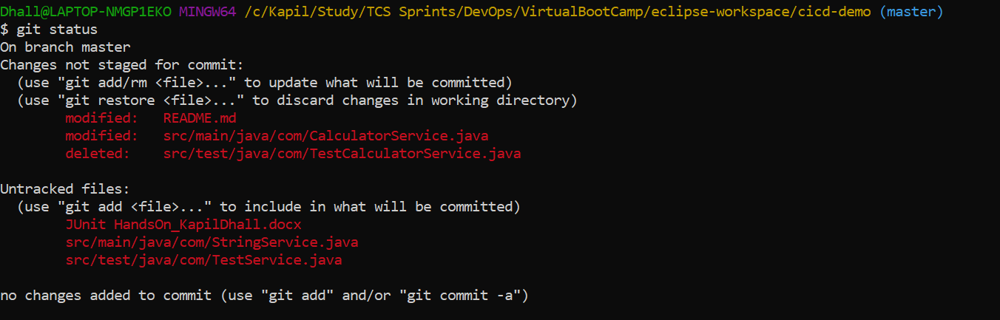 Dhall@LAPTOP-NMGP1EKO MINGW64 /c/Kapil/Study/TCS Sprints/DevOps/VirtualBootCamp/eclipse-workspace/cicd-demo (master)
$ git status
On branch master
Changes not staged for commit:
  (use "git add/rm <file>..." to update what will be committed)
  (use "git restore <file>..." to discard changes in working directory)
        modified:   README.md
        modified:   src/main/java/com/CalculatorService.java
        deleted:    src/test/java/com/TestCalculatorService.java

Untracked files:
  (use "git add <file>..." to include in what will be committed)
        JUnit HandsOn_KapilDhall.docx
        src/main/java/com/StringService.java
        src/test/java/com/TestService.java

no changes added to commit (use "git add" and/or "git commit -a")